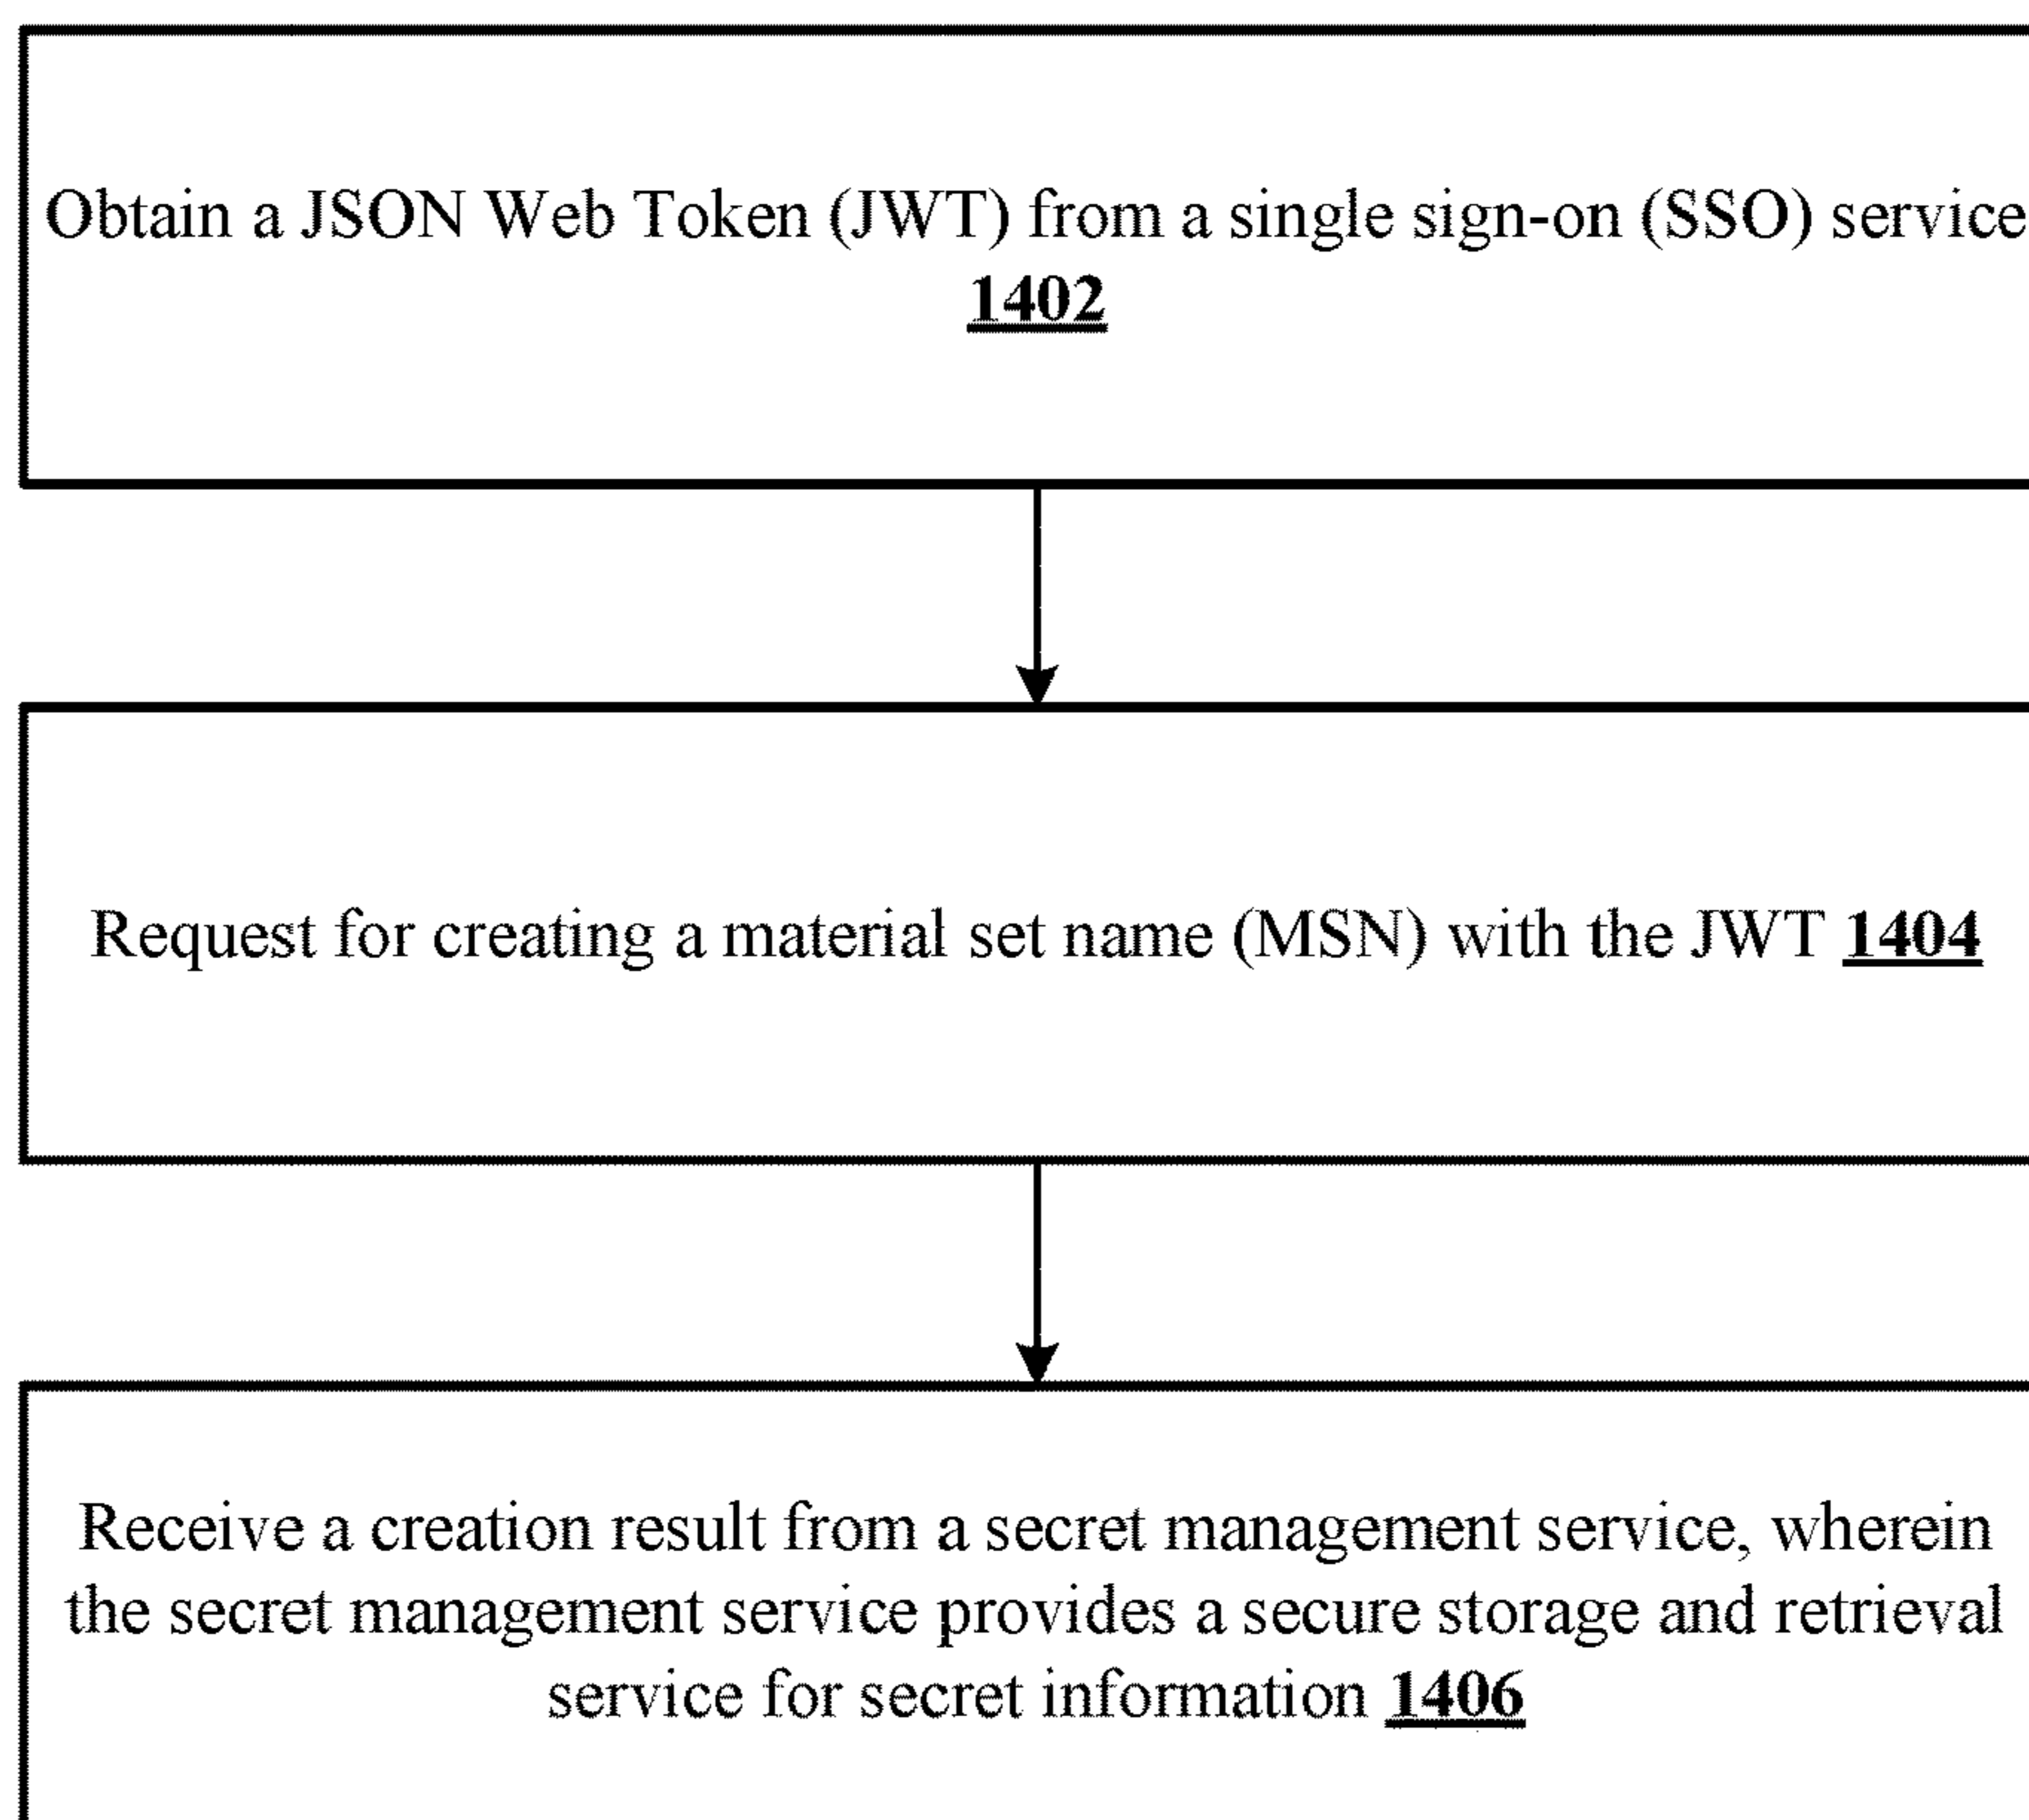 Obtain a JSON Web Token (JWT) from a single sign-on (SSO) service
1402
Request for creating a material set name (MSN) with the JWT 1404
Receive a creation result from a secret management service, wherein
the secret management service provides a secure storage and retrieval
service for secret information 1406